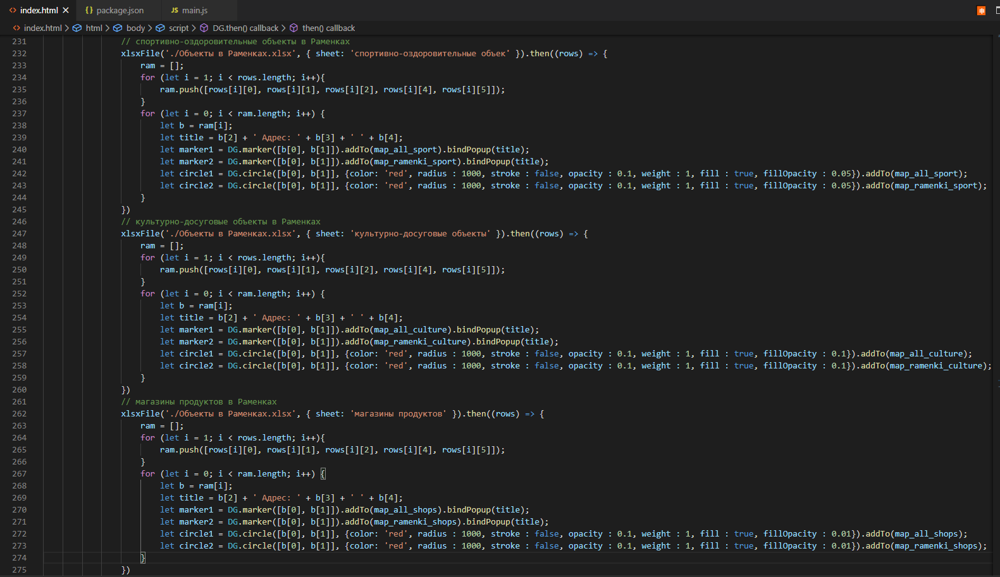 index.html
package.json
JS main.js
index.html > html > body > script > DG.then() callback > then() callback
231 // спортивно-оздоровительные объекты в Раменках
232 xlsxFile('./Объекты в Раменках.xlsx', { sheet: 'спортивно-оздоровительные объек' }).then((rows) => {
233 ram = [];
234 for (let i = 1; i < rows.length; i++){
235 ram.push([rows[i][0], rows[i][1], rows[i][2], rows[i][4], rows[i][5]]);
236 }
237 for (let i = 0; i < ram.length; i++) {
238 let b = ram[i];
239 let title = b[2] + ' Адрес: ' + b[3] + ' ' + b[4];
240 let marker1 = DG.marker([b[0], b[1]]).addTo(map_all_sport).bindPopup(title);
241 let marker2 = DG.marker([b[0], b[1]]).addTo(map_ramenki_sport).bindPopup(title);
242 let circle1 = DG.circle([b[0], b[1]], {color: 'red', radius : 1000, stroke : false, opacity : 0.1, weight : 1, fill : true, fillOpacity : 0.05}).addTo(map_all_sport);
243 let circle2 = DG.circle([b[0], b[1]], {color: 'red', radius : 1000, stroke : false, opacity : 0.1, weight : 1, fill : true, fillOpacity : 0.05}).addTo(map_ramenki_sport);
244 }
245 })
246 // культурно-досуговые объекты в Раменках
247 xlsxFile('./Объекты в Раменках.xlsx', { sheet: 'культурно-досуговые объекты' }).then((rows) => {
248 ram = [];
249 for (let i = 1; i < rows.length; i++){
250 ram.push([rows[i][0], rows[i][1], rows[i][2], rows[i][4], rows[i][5]]);
251 }
252 for (let i = 0; i < ram.length; i++) {
253 let b = ram[i];
254 let title = b[2] + ' Адрес: ' + b[3] + ' ' + b[4];
255 let marker1 = DG.marker([b[0], b[1]]).addTo(map_all_culture).bindPopup(title);
256 let marker2 = DG.marker([b[0], b[1]]).addTo(map_ramenki_culture).bindPopup(title);
257 let circle1 = DG.circle([b[0], b[1]], {color: 'red', radius : 1000, stroke : false, opacity : 0.1, weight : 1, fill : true, fillOpacity : 0.1}).addTo(map_all_culture);
258 let circle2 = DG.circle([b[0], b[1]], {color: 'red', radius : 1000, stroke : false, opacity : 0.1, weight : 1, fill : true, fillOpacity : 0.1}).addTo(map_ramenki_culture);
259 }
260 })
261 // магазины продуктов в Раменках
262 xlsxFile('./Объекты в Раменках.xlsx', { sheet: 'магазины продуктов' }).then((rows) => {
263 ram = [];
264 for (let i = 1; i < rows.length; i++){
265 ram.push([rows[i][0], rows[i][1], rows[i][2], rows[i][4], rows[i][5]]);
266 }
267 for (let i = 0; i < ram.length; i++) {
268 let b = ram[i];
269 let title = b[2] + ' Адрес: ' + b[3] + ' ' + b[4];
270 let marker1 = DG.marker([b[0], b[1]]).addTo(map_all_shops).bindPopup(title);
271 let marker2 = DG.marker([b[0], b[1]]).addTo(map_ramenki_shops).bindPopup(title);
272 let circle1 = DG.circle([b[0], b[1]], {color: 'red', radius : 1000, stroke : false, opacity : 0.1, weight : 1, fill : true, fillOpacity : 0.01}).addTo(map_all_shops);
273 let circle2 = DG.circle([b[0], b[1]], {color: 'red', radius : 1000, stroke : false, opacity : 0.1, weight : 1, fill : true, fillOpacity : 0.01}).addTo(map_ramenki_shops);
274 }
275 })